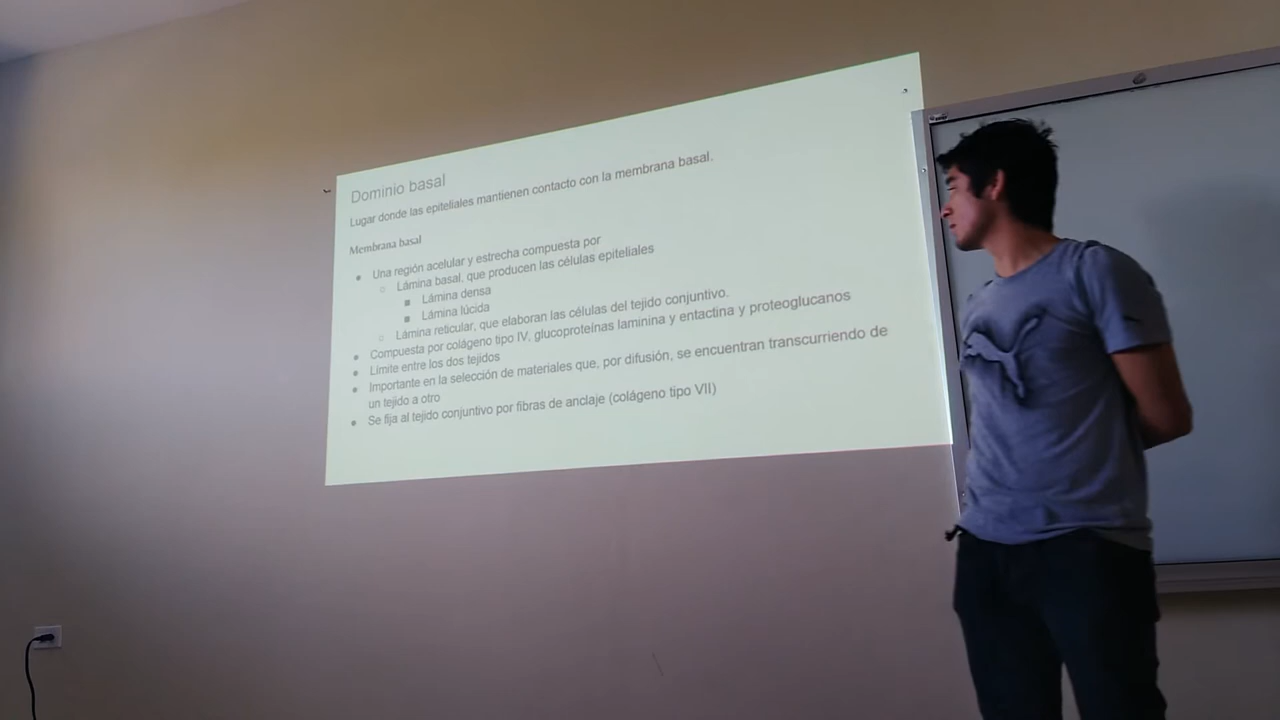 Dominio basal
Lugar donde las epiteliales mantienen contacto con la membrana basal.
Membrana basal
● Una región acelular y estrecha compuesta por
○ Lámina basal, que producen las células epiteliales
■ Lámina densa
■ Lámina lúcida
○ Lámina reticular, que elaboran las células del tejido conjuntivo.
● Compuesta por colágeno tipo IV, glucoproteínas laminina y entactina y proteoglucanos
● Límite entre los dos tejidos
● Importante en la selección de materiales que, por difusión, se encuentran transcurriendo de
un tejido a otro
● Se fija al tejido conjuntivo por fibras de anclaje (colágeno tipo VII)